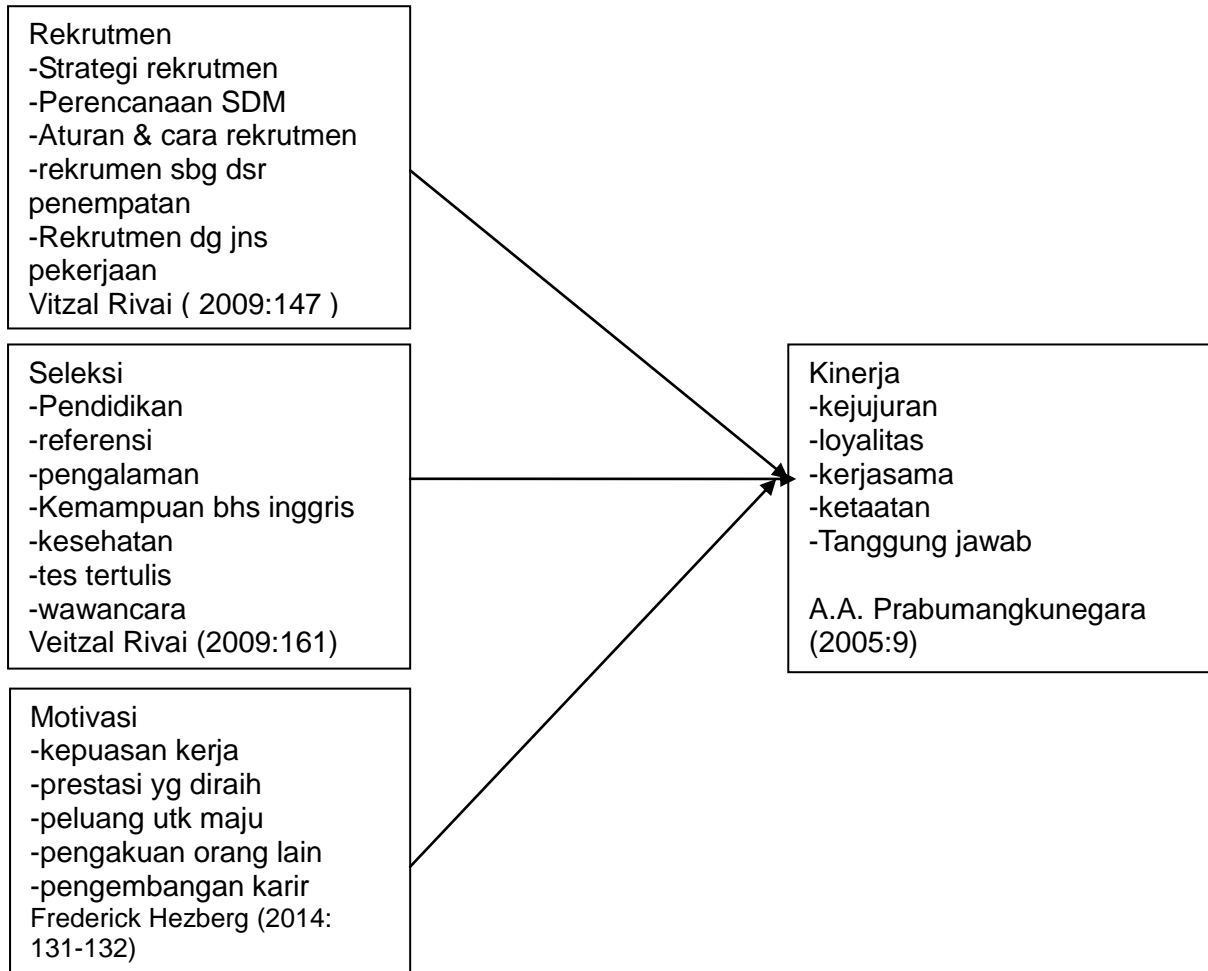 Rekrutmen
-Strategi rekrutmen
-Perencanaan SDM
-Aturan & cara rekrutmen
-rekrumen sbg dsr
penempatan
-Rekrutmen dg jns
pekerjaan
Vitzal Rivai ( 2009:147 )
Seleksi
-Pendidikan
-referensi
-pengalaman
-Kemampuan bhs inggris
-kesehatan
-tes tertulis
-wawancara
Veitzal Rivai (2009:161)
Motivasi
-kepuasan kerja
-prestasi yg diraih
-peluang utk maju
-pengakuan orang lain
-pengembangan karir
Frederick Hezberg (2014:
131-132)
Kinerja
-kejujuran
-loyalitas
-kerjasama
-ketaatan
-Tanggung jawab
A.A. Prabumangkunegara
(2005:9)